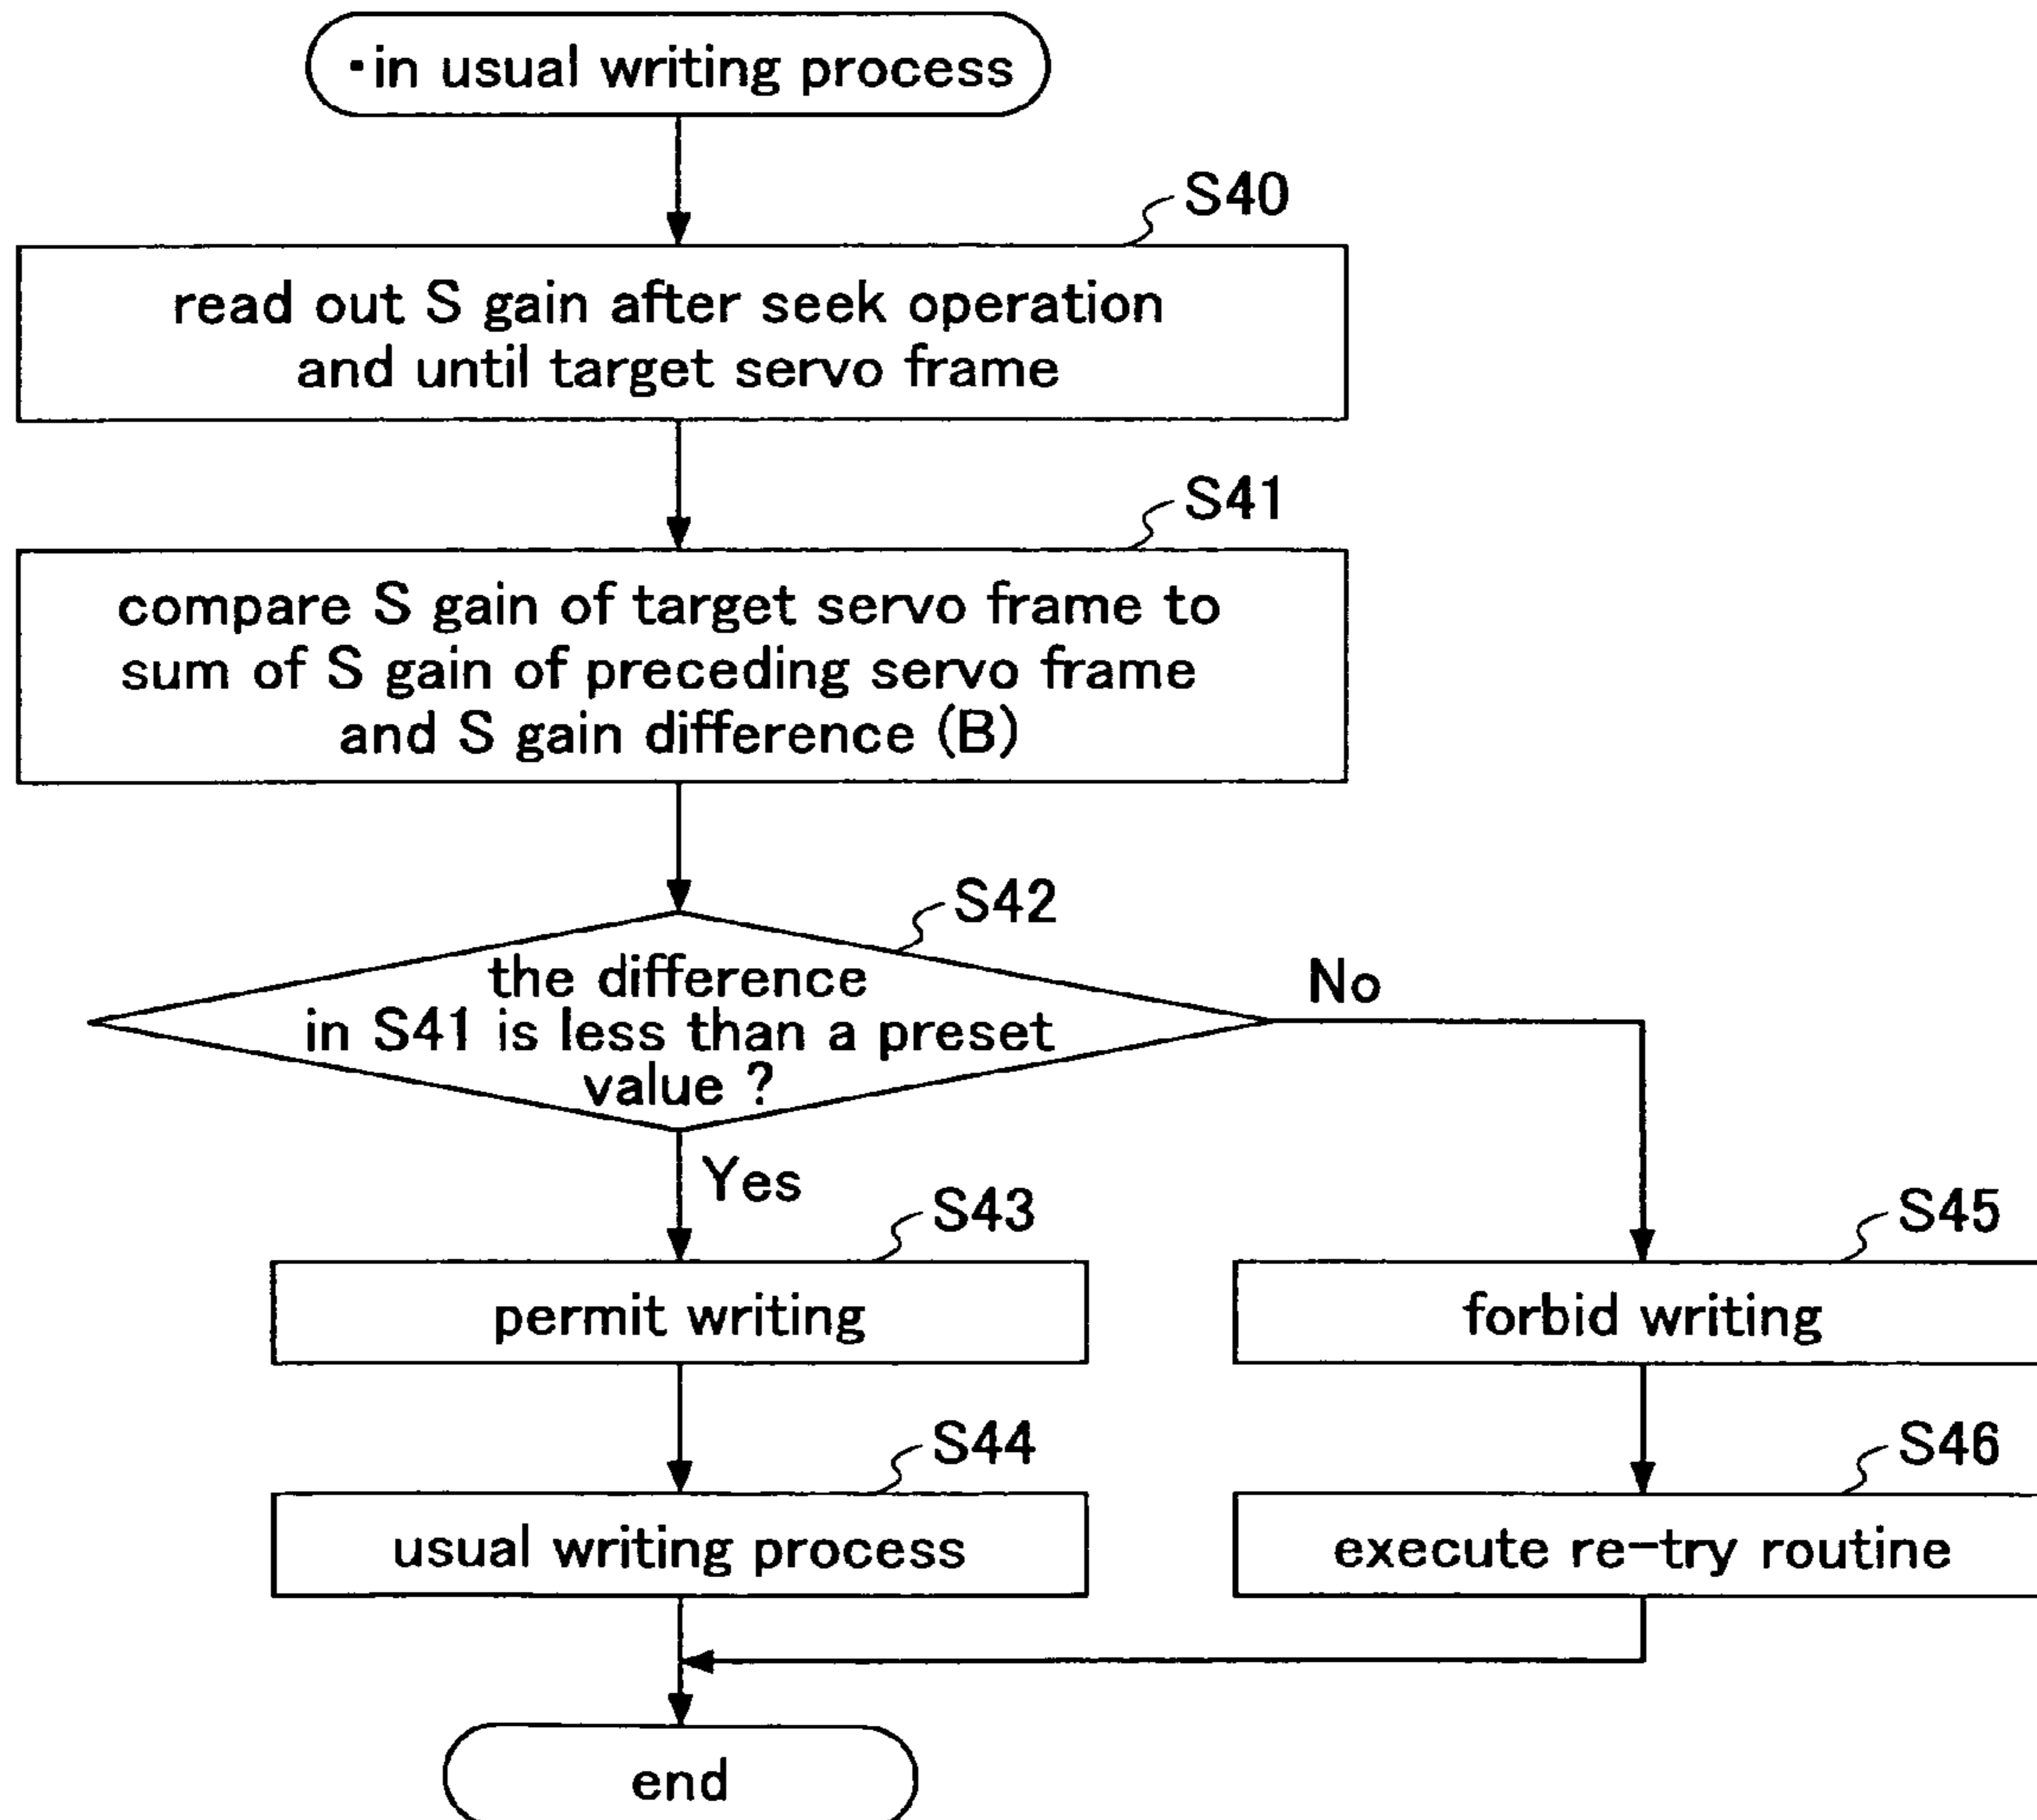 ·in usual writing process
S40
read out S gain after seek operation
and until target servo frame
S41
compare S gain of target servo frame to
sum of S gain of preceding servo frame
and S gain difference (B)
S42
the difference
in S41 is less than a preset
value ?
No
Yes
S43
permit writing
S45
forbid writing
S44
usual writing process
S46
execute re-try routine
end